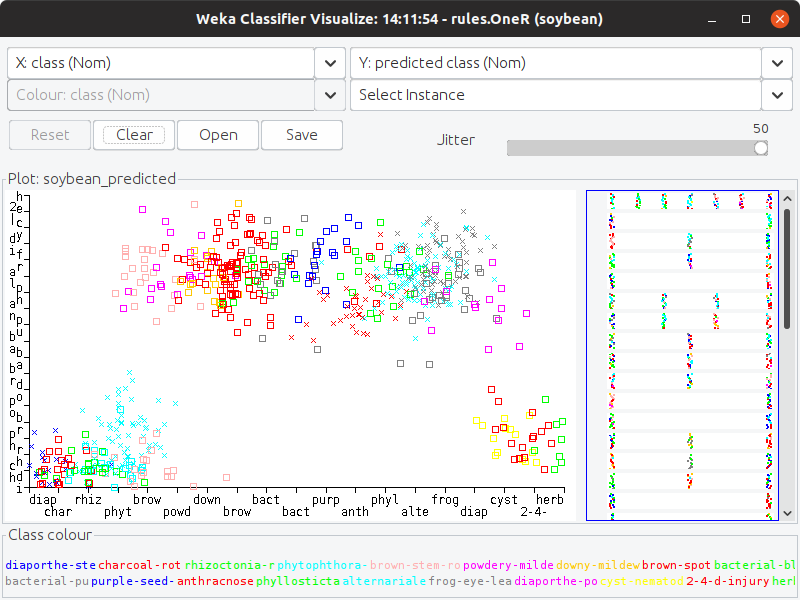 Weka Classifier Visualize: 14:11:54 - rules.OneR (soybean)
X: class (Nom) Y: predicted class (Nom)
Colour: class (Nom) Select Instance
Reset Clear Open Save Jitter 50
Plot: soybean_predicted
h
2e
lc
dy
if
ar
lp
ah
np
bu
ab
ba
rd
po
ob
pr
hr
ch
hd
i
diap rhiz brow down bact purp phyl frog cyst herb
char phyt powd brow bact anth alte diap 2-4-
Class colour
diaporthe-ste charcoal-rot rhizoctonia-r phytophthora- brown-stem-ro powdery-milde downy-mildew brown-spot bacterial-bl
bacterial-pu purple-seed- anthracnose phyllosticta alternariale frog-eye-lea diaporthe-po cyst-nematod 2-4-d-injury herb